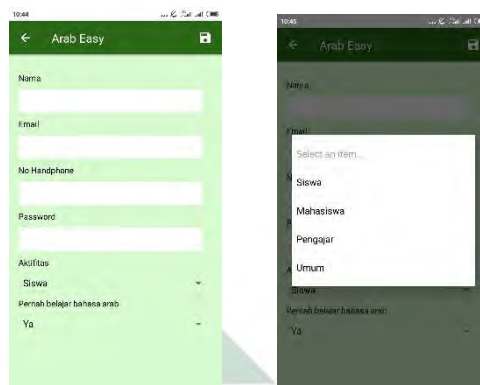 10:44
Arab Easy
Nama
Email
No Handphone
Password
Aktifitas
Siswa
Pernah belajar bahasa arab
Ya
10:45
Arab Easy
Nama
Email
Select an item...
Siswa
Mahasiswa
Pengajar
Umum
Siswa
Pernah belajar bahasa arab
Ya